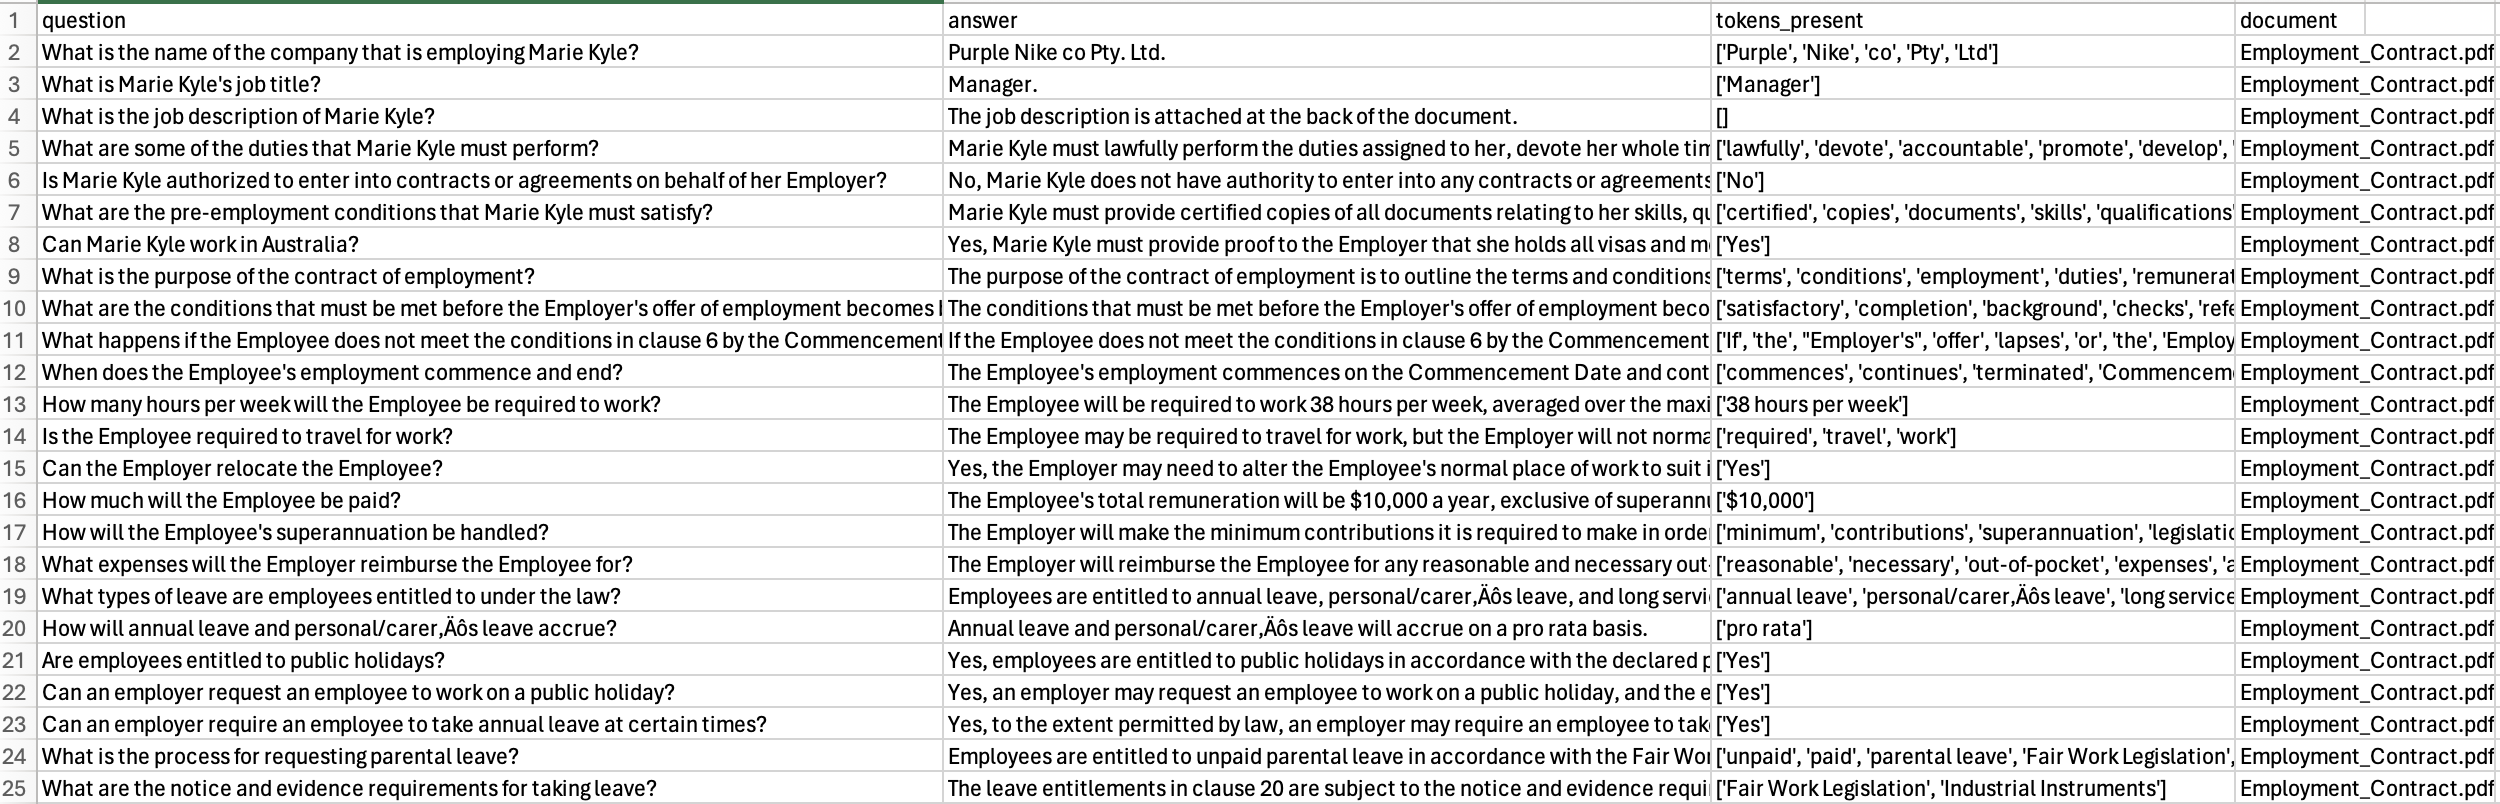 1 question answer tokens_present document
2 What is the name of the company that is employing Marie Kyle? Purple Nike co Pty. Ltd. ['Purple', 'Nike', 'co', 'Pty', 'Ltd'] Employment_Contract.pdf
3 What is Marie Kyle's job title? Manager. ['Manager'] Employment_Contract.pdf
4 What is the job description of Marie Kyle? The job description is attached at the back of the document. [] Employment_Contract.pdf
5 What are some of the duties that Marie Kyle must perform? Marie Kyle must lawfully perform the duties assigned to her, devote her whole tim ['lawfully', 'devote', 'accountable', 'promote', 'develop', ' Employment_Contract.pdf
6 Is Marie Kyle authorized to enter into contracts or agreements on behalf of her Employer? No, Marie Kyle does not have authority to enter into any contracts or agreements ['No'] Employment_Contract.pdf
7 What are the pre-employment conditions that Marie Kyle must satisfy? Marie Kyle must provide certified copies of all documents relating to her skills, qu ['certified', 'copies', 'documents', 'skills', 'qualifications' Employment_Contract.pdf
8 Can Marie Kyle work in Australia? Yes, Marie Kyle must provide proof to the Employer that she holds all visas and m ['Yes'] Employment_Contract.pdf
9 What is the purpose of the contract of employment? The purpose of the contract of employment is to outline the terms and conditions ['terms', 'conditions', 'employment', 'duties', 'remunerat Employment_Contract.pdf
10 What are the conditions that must be met before the Employer's offer of employment becomes The conditions that must be met before the Employer's offer of employment beco ['satisfactory', 'completion', 'background', 'checks', 'refe Employment_Contract.pdf
11 What happens if the Employee does not meet the conditions in clause 6 by the Commencement If the Employee does not meet the conditions in clause 6 by the Commencement ['If', 'the', "Employer's", 'offer', 'lapses', 'or', 'the', 'Employ Employment_Contract.pdf
12 When does the Employee's employment commence and end? The Employee's employment commences on the Commencement Date and cont ['commences', 'continues', 'terminated', 'Commencem Employment_Contract.pdf
13 How many hours per week will the Employee be required to work? The Employee will be required to work 38 hours per week, averaged over the maxi ['38 hours per week'] Employment_Contract.pdf
14 Is the Employee required to travel for work? The Employee may be required to travel for work, but the Employer will not norma ['required', 'travel', 'work'] Employment_Contract.pdf
15 Can the Employer relocate the Employee? Yes, the Employer may need to alter the Employee's normal place of work to suit i ['Yes'] Employment_Contract.pdf
16 How much will the Employee be paid? The Employee's total remuneration will be $10,000 a year, exclusive of superannu ['$10,000'] Employment_Contract.pdf
17 How will the Employee's superannuation be handled? The Employer will make the minimum contributions it is required to make in orde ['minimum', 'contributions', 'superannuation', 'legislatio Employment_Contract.pdf
18 What expenses will the Employer reimburse the Employee for? The Employer will reimburse the Employee for any reasonable and necessary out- ['reasonable', 'necessary', 'out-of-pocket', 'expenses', 'a Employment_Contract.pdf
19 What types of leave are employees entitled to under the law? Employees are entitled to annual leave, personal/carer‚Äôs leave, and long servi ['annual leave', 'personal/carer‚Äôs leave', 'long service Employment_Contract.pdf
20 How will annual leave and personal/carer‚Äôs leave accrue? Annual leave and personal/carer‚Äôs leave will accrue on a pro rata basis. ['pro rata'] Employment_Contract.pdf
21 Are employees entitled to public holidays? Yes, employees are entitled to public holidays in accordance with the declared p ['Yes'] Employment_Contract.pdf
22 Can an employer request an employee to work on a public holiday? Yes, an employer may request an employee to work on a public holiday, and the e ['Yes'] Employment_Contract.pdf
23 Can an employer require an employee to take annual leave at certain times? Yes, to the extent permitted by law, an employer may require an employee to tak ['Yes'] Employment_Contract.pdf
24 What is the process for requesting parental leave? Employees are entitled to unpaid parental leave in accordance with the Fair Wor ['unpaid', 'paid', 'parental leave', 'Fair Work Legislation', Employment_Contract.pdf
25 What are the notice and evidence requirements for taking leave? The leave entitlements in clause 20 are subject to the notice and evidence requi ['Fair Work Legislation', 'Industrial Instruments'] Employment_Contract.pdf